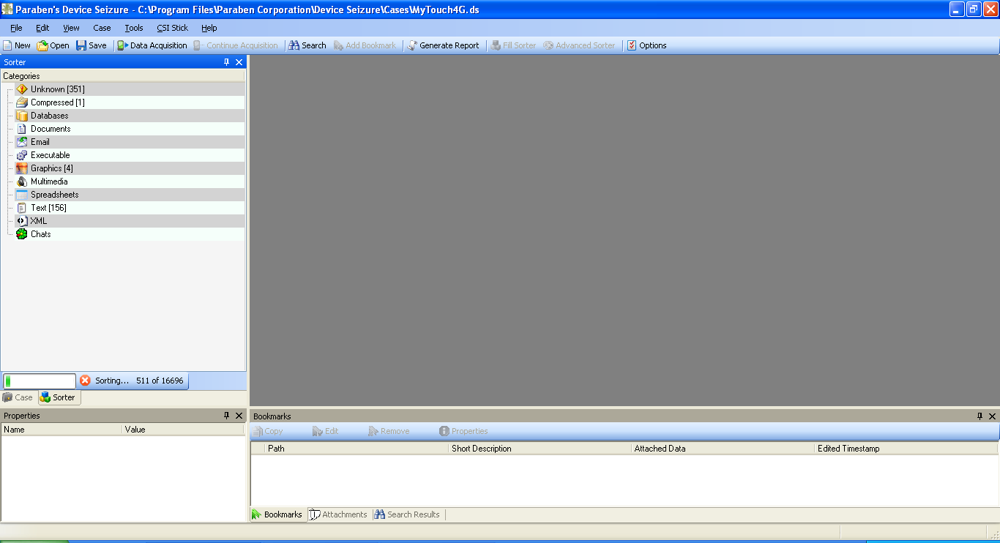 Paraben's Device Seizure - C:\Program Files\Paraben Corporation\Device Seizure\Cases\MyTouch4G.ds
File Edit View Case Tools CSI Stick Help
New Open Save Data Acquisition Continue Acquisition Search Add Bookmark Generate Report Fill Sorter Advanced Sorter Options
Sorter
Categories
Unknown [351]
Compressed [1]
Databases
Documents
Email
Executable
Graphics [4]
Multimedia
Spreadsheets
Text [156]
XML
Chats
Sorting... 511 of 16696
Case Sorter
Properties
Name Value
Bookmarks
Copy Edit Remove Properties
Path Short Description Attached Data Edited Timestamp
Bookmarks Attachments Search Results